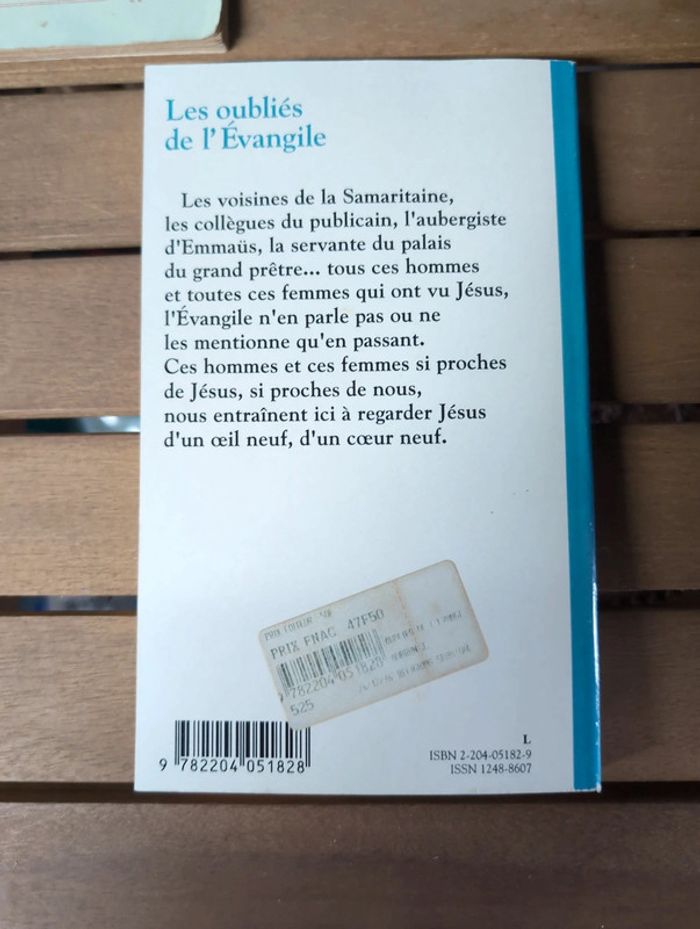 Les oubliés
de l'Évangile
Les voisines de la Samaritaine,
les collègues du publicain, l'aubergiste
d'Emmaüs, la servante du palais
du grand prêtre... tous ces hommes
et toutes ces femmes qui ont vu Jésus,
l'Évangile n'en parle pas ou ne
les mentionne qu'en passant.
Ces hommes et ces femmes si proches
de Jésus, si proches de nous,
nous entraînent ici à regarder Jésus
d'un œil neuf, d'un cœur neuf.
PRIX
PRIX FNAC 47F50
9782204051828
525
L
ISBN 2-204-05182-9
ISSN 1248-8607
9 782204 051828